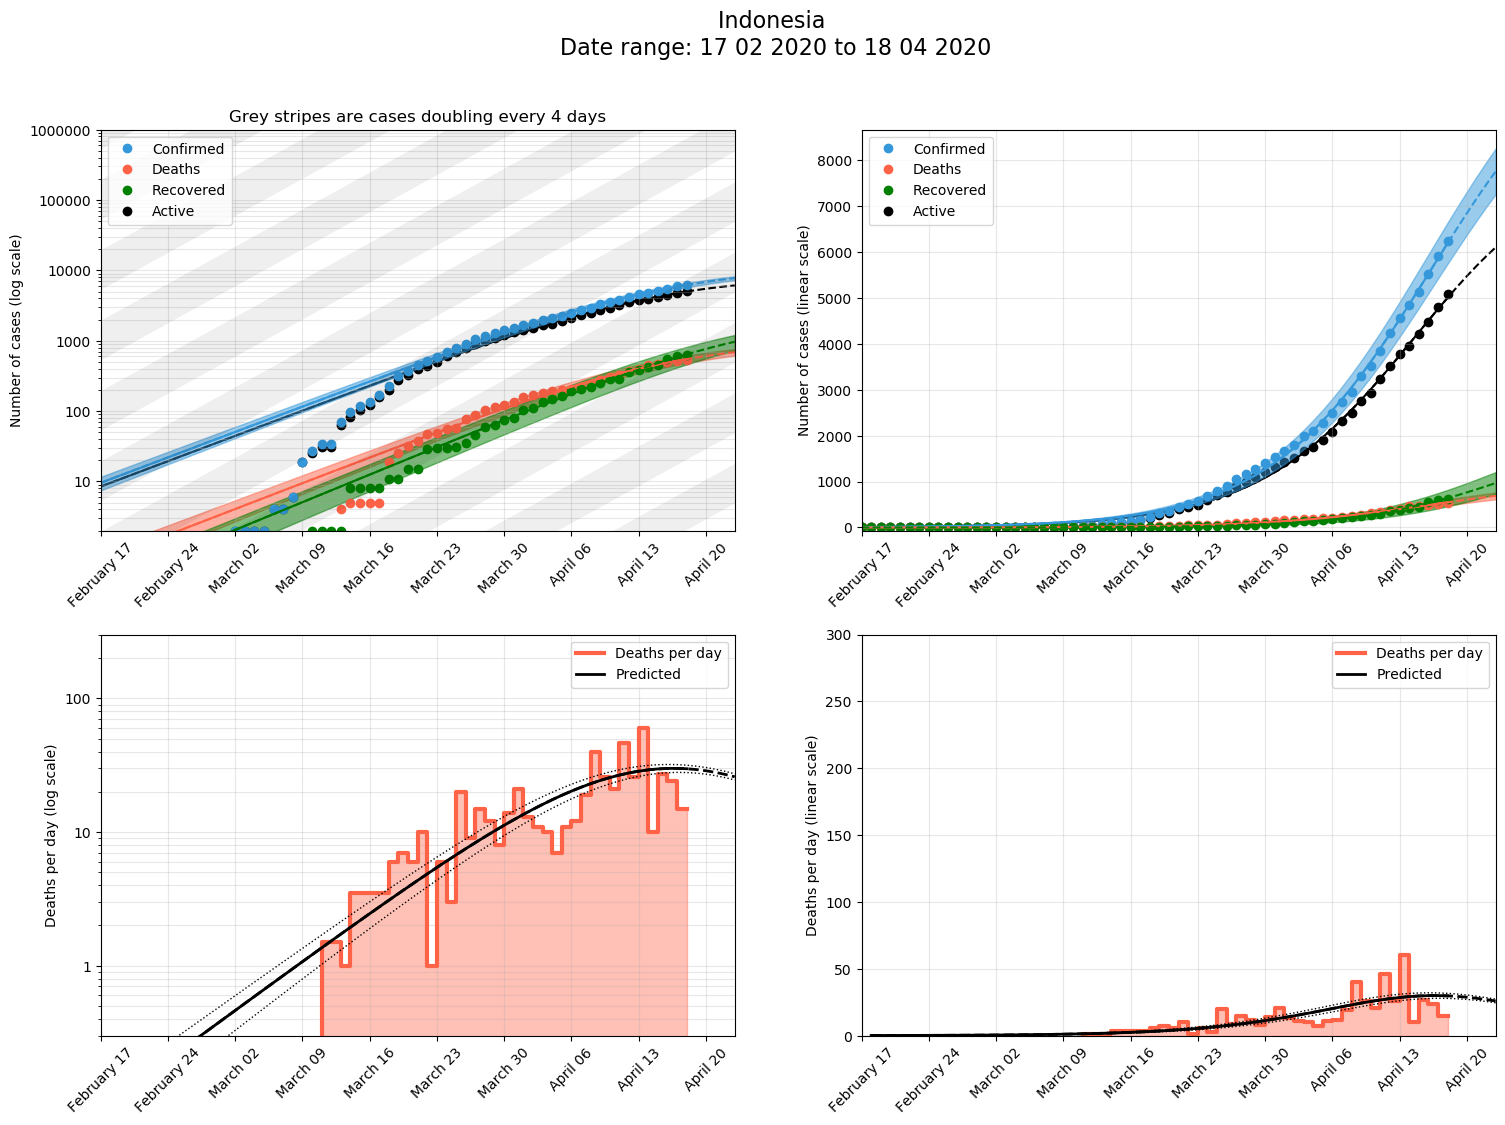 Indonesia
Date range: 17 02 2020 to 18 04 2020
Grey stripes are cases doubling every 4 days
Number of cases (log scale)
1000000
100000
10000
1000
100
10
Confirmed
Deaths
Recovered
Active
February 17
February 24
March 02
March 09
March 16
March 23
March 30
April 06
April 13
April 20
Number of cases (linear scale)
8000
7000
6000
5000
4000
3000
2000
1000
0
Confirmed
Deaths
Recovered
Active
February 17
February 24
March 02
March 09
March 16
March 23
March 30
April 06
April 13
April 20
Deaths per day (log scale)
100
10
1
Deaths per day
Predicted
February 17
February 24
March 02
March 09
March 16
March 23
March 30
April 06
April 13
April 20
Deaths per day (linear scale)
300
250
200
150
100
50
0
Deaths per day
Predicted
February 17
February 24
March 02
March 09
March 16
March 23
March 30
April 06
April 13
April 20